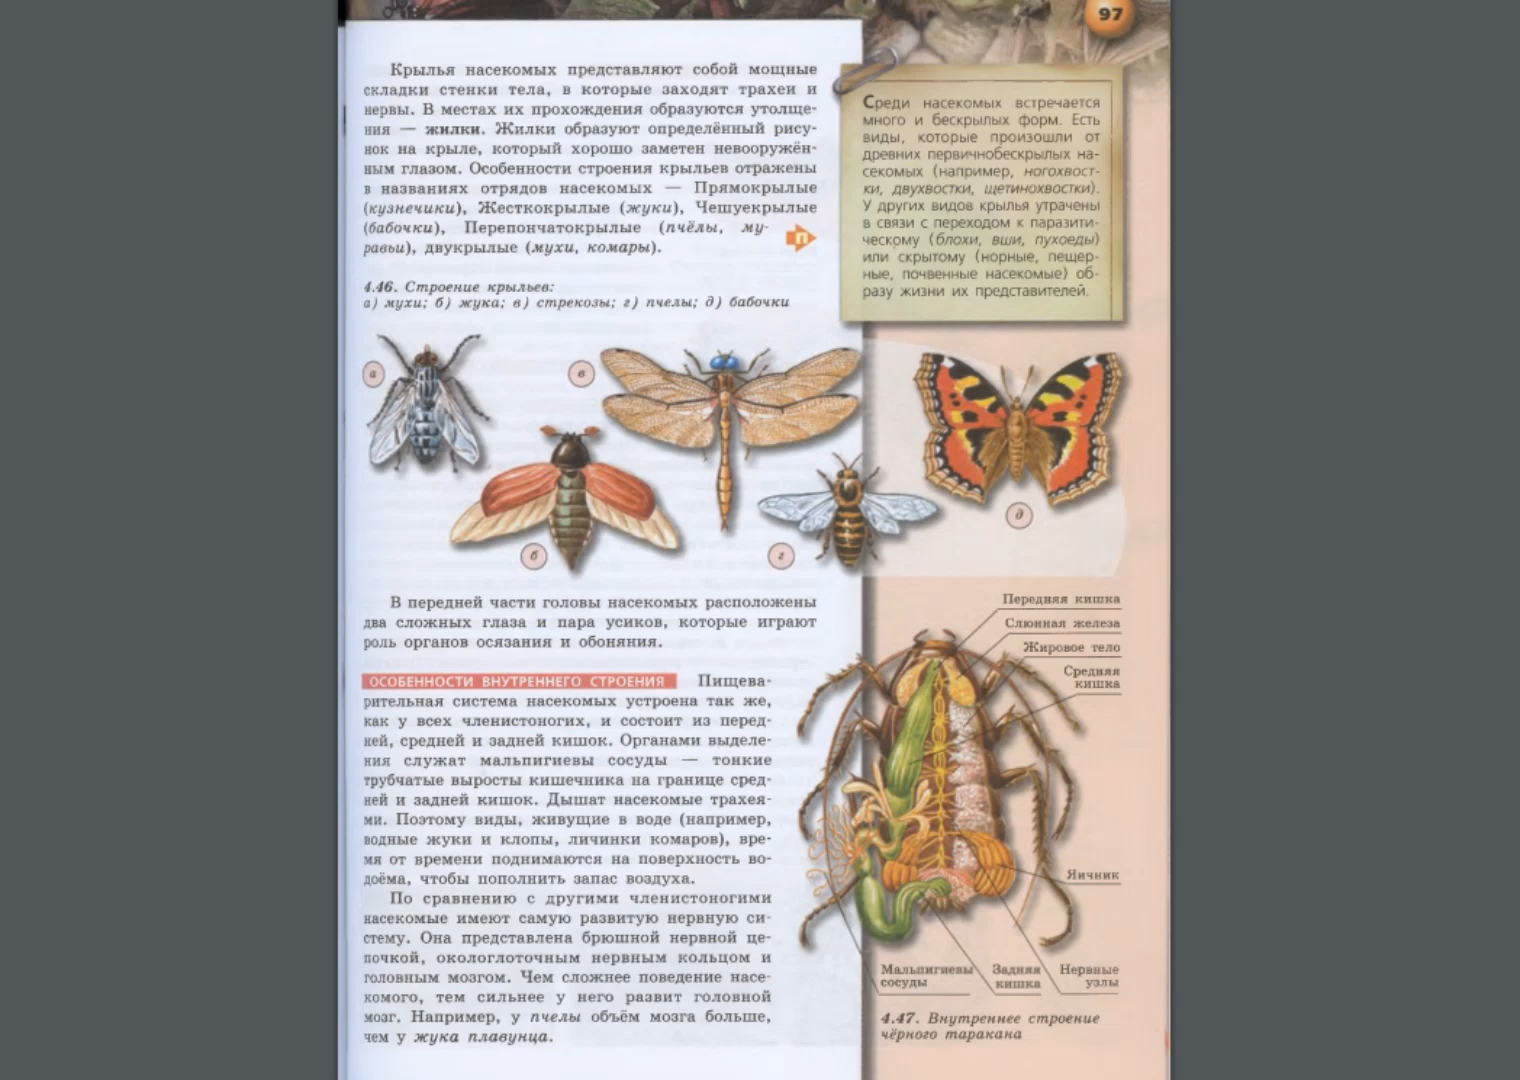 97
Крылья насекомых представляют собой мощные
складки стенки тела, в которые заходят трахеи и
нервы. В местах их прохождения образуются утолще-
ния — жилки. Жилки образуют определённый рису-
нок на крыле, который хорошо заметен невооружён-
ным глазом. Особенности строения крыльев отражены
в названиях отрядов насекомых — Прямокрылые
(кузнечики), Жесткокрылые (жуки), Чешуекрылые
(бабочки), Перепончатокрылые (пчёлы, му-
равьи), двукрылые (мухи, комары).
П
Среди насекомых встречается
много и бескрылых форм. Есть
виды, которые произошли от
древних первичнобескрылых на-
секомых (например, ногохвост-
ки, двухвостки, щетинохвостки).
У других видов крылья утрачены
в связи с переходом к паразити-
ческому (блохи, вши, пухоеды)
или скрытому (норные, пещер-
ные, почвенные насекомые) об-
разу жизни их представителей.
4.46. Строение крыльев:
а) мухи; б) жука; в) стрекозы; г) пчелы; д) бабочки
а
в
б
г
д
В передней части головы насекомых расположены
два сложных глаза и пара усиков, которые играют
роль органов осязания и обоняния.
ОСОБЕННОСТИ ВНУТРЕННЕГО СТРОЕНИЯ Пищева-
рительная система насекомых устроена так же,
как у всех членистоногих, и состоит из перед-
ней, средней и задней кишок. Органами выделе-
ния служат мальпигиевы сосуды — тонкие
трубчатые выросты кишечника на границе сред-
ней и задней кишок. Дышат насекомые трахея-
ми. Поэтому виды, живущие в воде (например,
водные жуки и клопы, личинки комаров), вре-
мя от времени поднимаются на поверхность во-
доёма, чтобы пополнить запас воздуха.
По сравнению с другими членистоногими
насекомые имеют самую развитую нервную си-
стему. Она представлена брюшной нервной це-
почкой, окологлоточным нервным кольцом и
головным мозгом. Чем сложнее поведение насе-
комого, тем сильнее у него развит головной
мозг. Например, у пчелы объём мозга больше,
чем у жука плавунца.
Передняя кишка
Слюнная железа
Жировое тело
Средняя
кишка
Яичник
Мальпигиевы
сосуды
Задняя
кишка
Нервные
узлы
4.47. Внутреннее строение
чёрного таракана